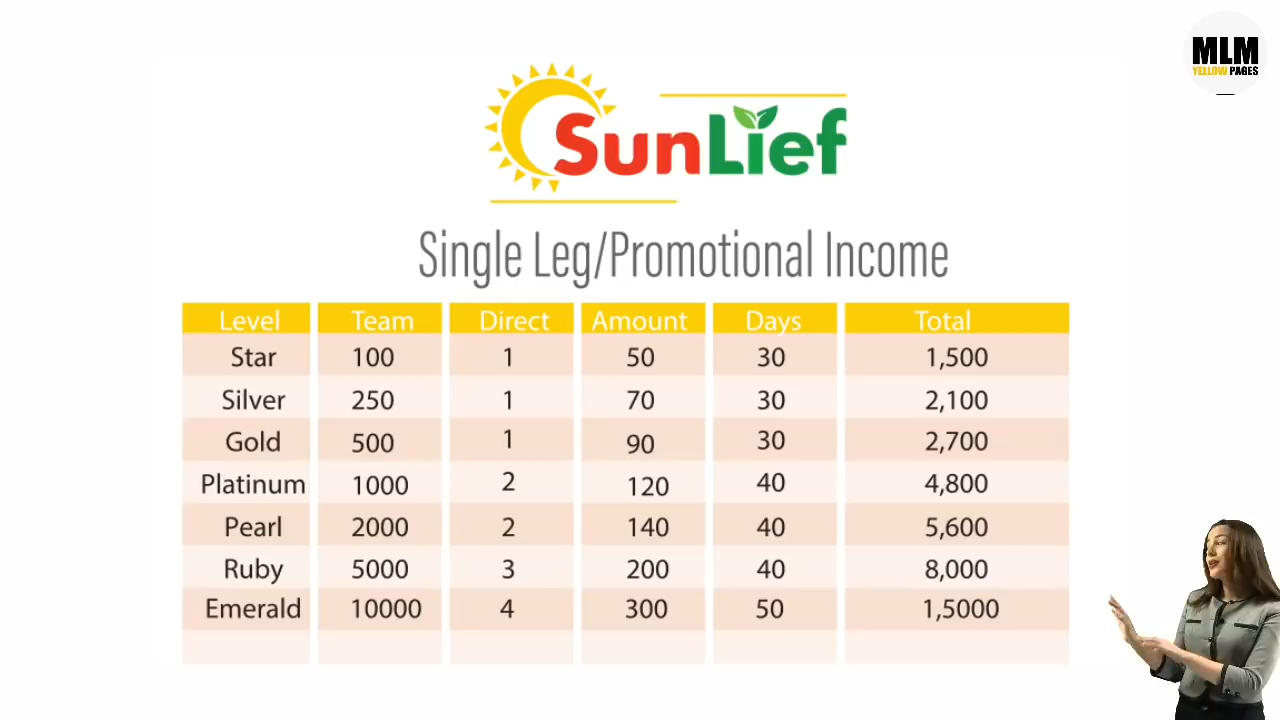 MLM
YELLOW PAGES
SunLief
Single Leg/Promotional Income
Level Team Direct Amount Days Total
Star 100 1 50 30 1,500
Silver 250 1 70 30 2,100
Gold 500 1 90 30 2,700
Platinum 1000 2 120 40 4,800
Pearl 2000 2 140 40 5,600
Ruby 5000 3 200 40 8,000
Emerald 10000 4 300 50 1,5000